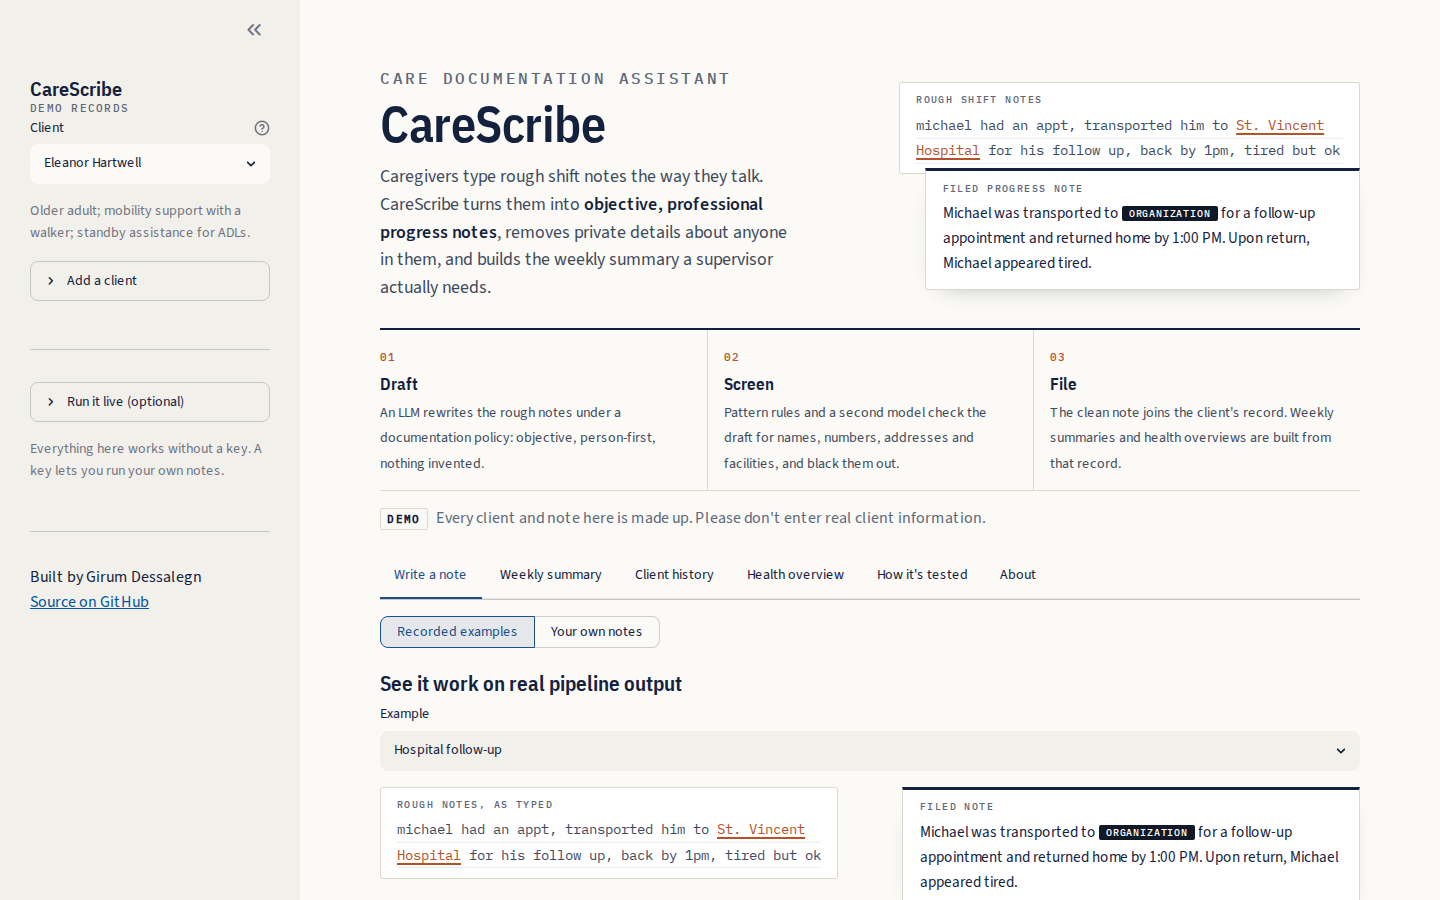 CareScribe
DEMO RECORDS
Client
Eleanor Hartwell
Older adult; mobility support with a
walker; standby assistance for ADLs.
Add a client
Run it live (optional)
Everything here works without a key. A
key lets you run your own notes.
Built by Girum Dessalegn
Source on GitHub
CARE DOCUMENTATION ASSISTANT
CareScribe
Caregivers type rough shift notes the way they talk.
CareScribe turns them into objective, professional
progress notes, removes private details about anyone
in them, and builds the weekly summary a supervisor
actually needs.
ROUGH SHIFT NOTES
michael had an appt, transported him to St. Vincent
Hospital for his follow up, back by 1pm, tired but ok
FILED PROGRESS NOTE
Michael was transported to ORGANIZATION for a follow-up
appointment and returned home by 1:00 PM. Upon return,
Michael appeared tired.
01
Draft
An LLM rewrites the rough notes under a
documentation policy: objective, person-first,
nothing invented.
02
Screen
Pattern rules and a second model check the
draft for names, numbers, addresses and
facilities, and black them out.
03
File
The clean note joins the client's record. Weekly
summaries and health overviews are built from
that record.
DEMO Every client and note here is made up. Please don't enter real client information.
Write a note Weekly summary Client history Health overview How it's tested About
Recorded examples Your own notes
See it work on real pipeline output
Example
Hospital follow-up
ROUGH NOTES, AS TYPED
michael had an appt, transported him to St. Vincent
Hospital for his follow up, back by 1pm, tired but ok
FILED NOTE
Michael was transported to ORGANIZATION for a follow-up
appointment and returned home by 1:00 PM. Upon return, Michael
appeared tired.